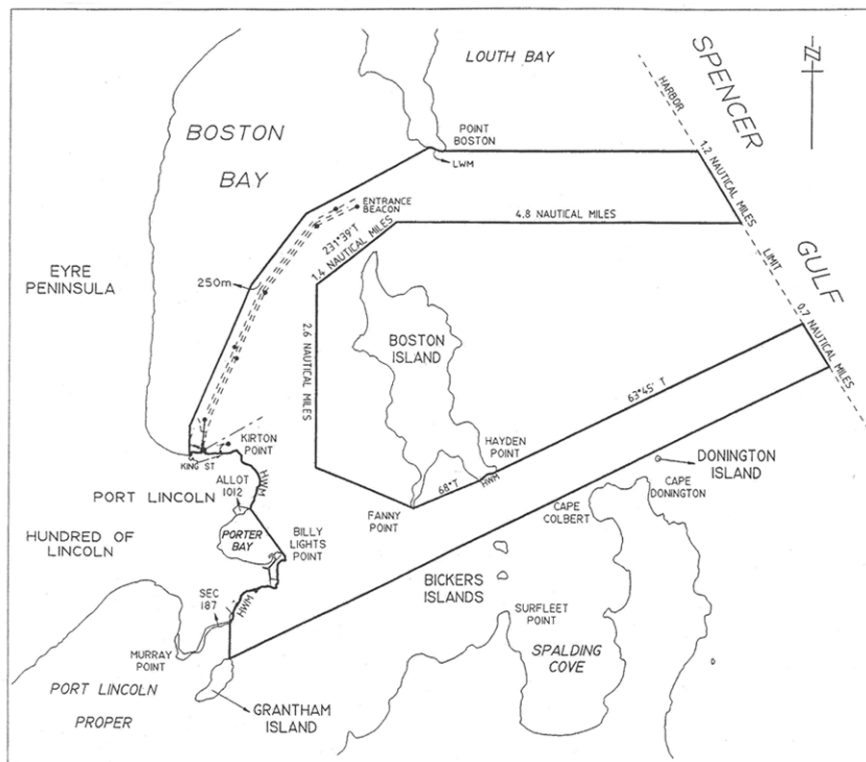 LOUTH BAY
SPENCER
HARBOR
N
BOSTON
BAY
POINT
BOSTON
LWM
1.2 NAUTICAL MILES
ENTRANCE
BEACON
4.8 NAUTICAL MILES
231°39'T
1.4 NAUTICAL MILES
LIMIT
GULF
EYRE
PENINSULA
250m
2.6 NAUTICAL MILES
BOSTON
ISLAND
0.7 NAUTICAL MILES
63°45' T
KIRTON
POINT
KING ST
HAYDEN
POINT
HWM
HWM
68°T
DONINGTON
ISLAND
PORT LINCOLN
ALLOT
1012
FANNY
POINT
CAPE
COLBERT
CAPE
DONINGTON
HUNDRED OF
LINCOLN
PORTER
BAY
BILLY
LIGHTS
POINT
BICKERS
ISLANDS
SEC
187
HWM
SURFLEET
POINT
MURRAY
POINT
SPALDING
COVE
PORT LINCOLN
PROPER
GRANTHAM
ISLAND